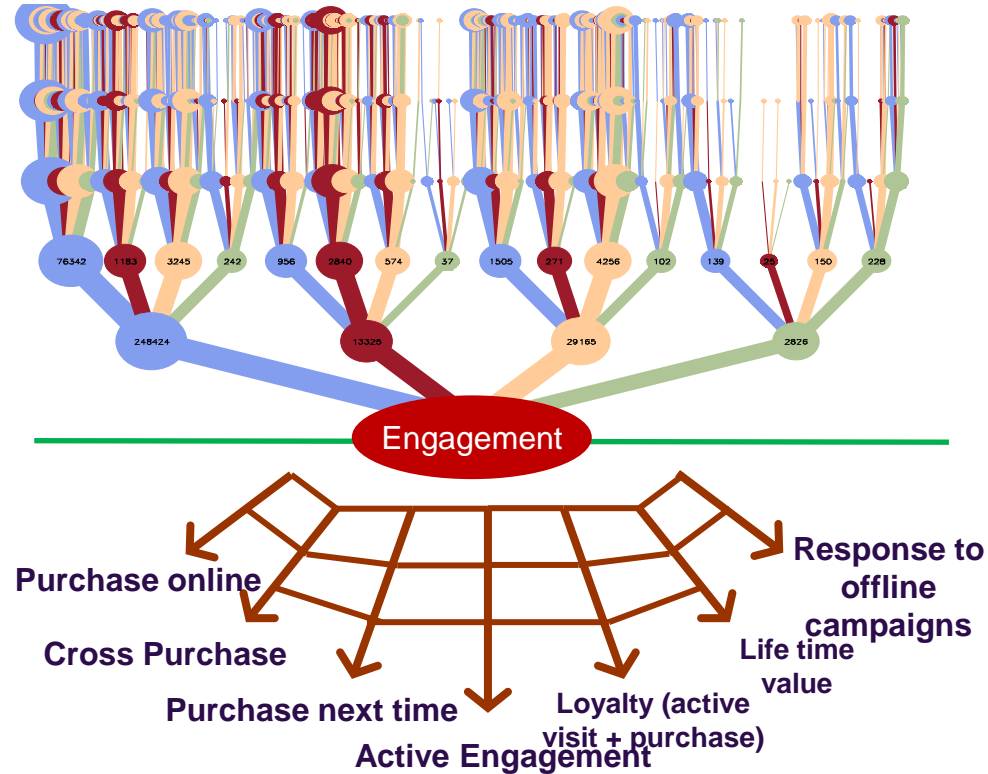 76342 1183 3245 242 956 2840 574 37 1505 271 4256 102 139 25 150 228
248424 13325 29165 2826
Engagement
Purchase online
Cross Purchase
Purchase next time
Active Engagement
Loyalty (active
visit + purchase)
Life time
value
Response to
offline
campaigns